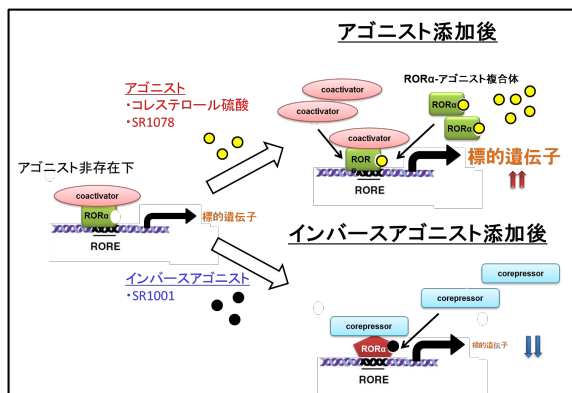 アゴニスト添加後
アゴニスト
・コレステロール硫酸
・SR1078
coactivator
coactivator
coactivator
ROR
RORα-アゴニスト複合体
RORα
RORα
標的遺伝子
アゴニスト非存在下
coactivator
RORα
標的遺伝子
RORE
RORE
インバースアゴニスト
・SR1001
インバースアゴニスト添加後
corepressor
corepressor
corepressor
RORα
標的遺伝子
RORE